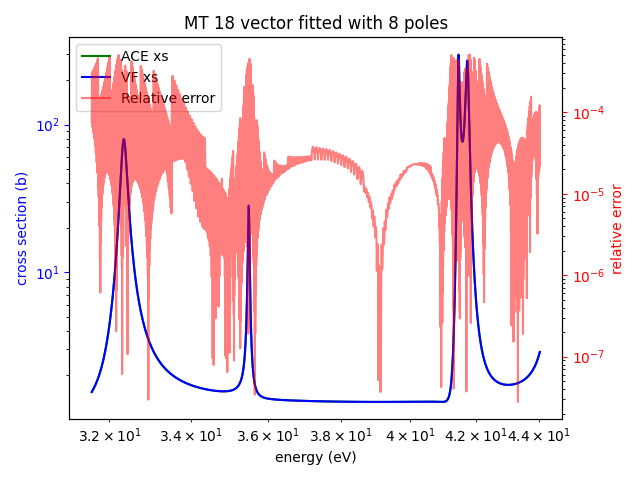 MT 18 vector fitted with 8 poles
ACE xs
VF xs
Relative error
cross section (b)
10²
10¹
relative error
10⁻⁴
10⁻⁵
10⁻⁶
10⁻⁷
3.2 × 10¹ 3.4 × 10¹ 3.6 × 10¹ 3.8 × 10¹ 4 × 10¹ 4.2 × 10¹ 4.4 × 10¹
energy (eV)